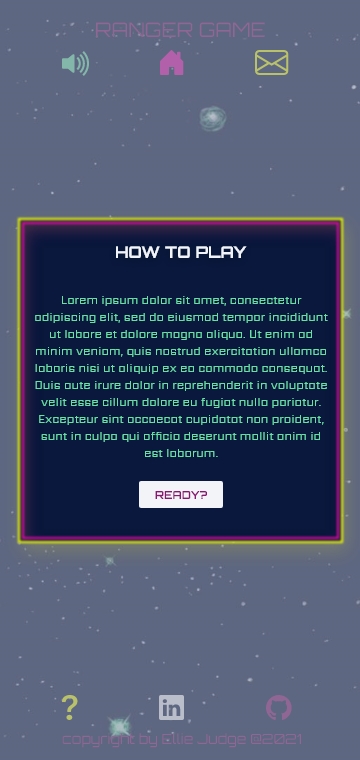 RANGER GAME
HOW TO PLAY
Lorem ipsum dolor sit amet, consectetur
adipiscing elit, sed do eiusmod tempor incididunt
ut labore et dolore magna aliqua. Ut enim ad
minim veniam, quis nostrud exercitation ullamco
laboris nisi ut aliquip ex ea commodo consequat.
Duis aute irure dolor in reprehenderit in voluptate
velit esse cillum dolore eu fugiat nulla pariatur.
Excepteur sint occaecat cupidatat non proident,
sunt in culpa qui officia deserunt mollit anim id
est laborum.
READY?
?
in
copyright by Ellie Judge @2021